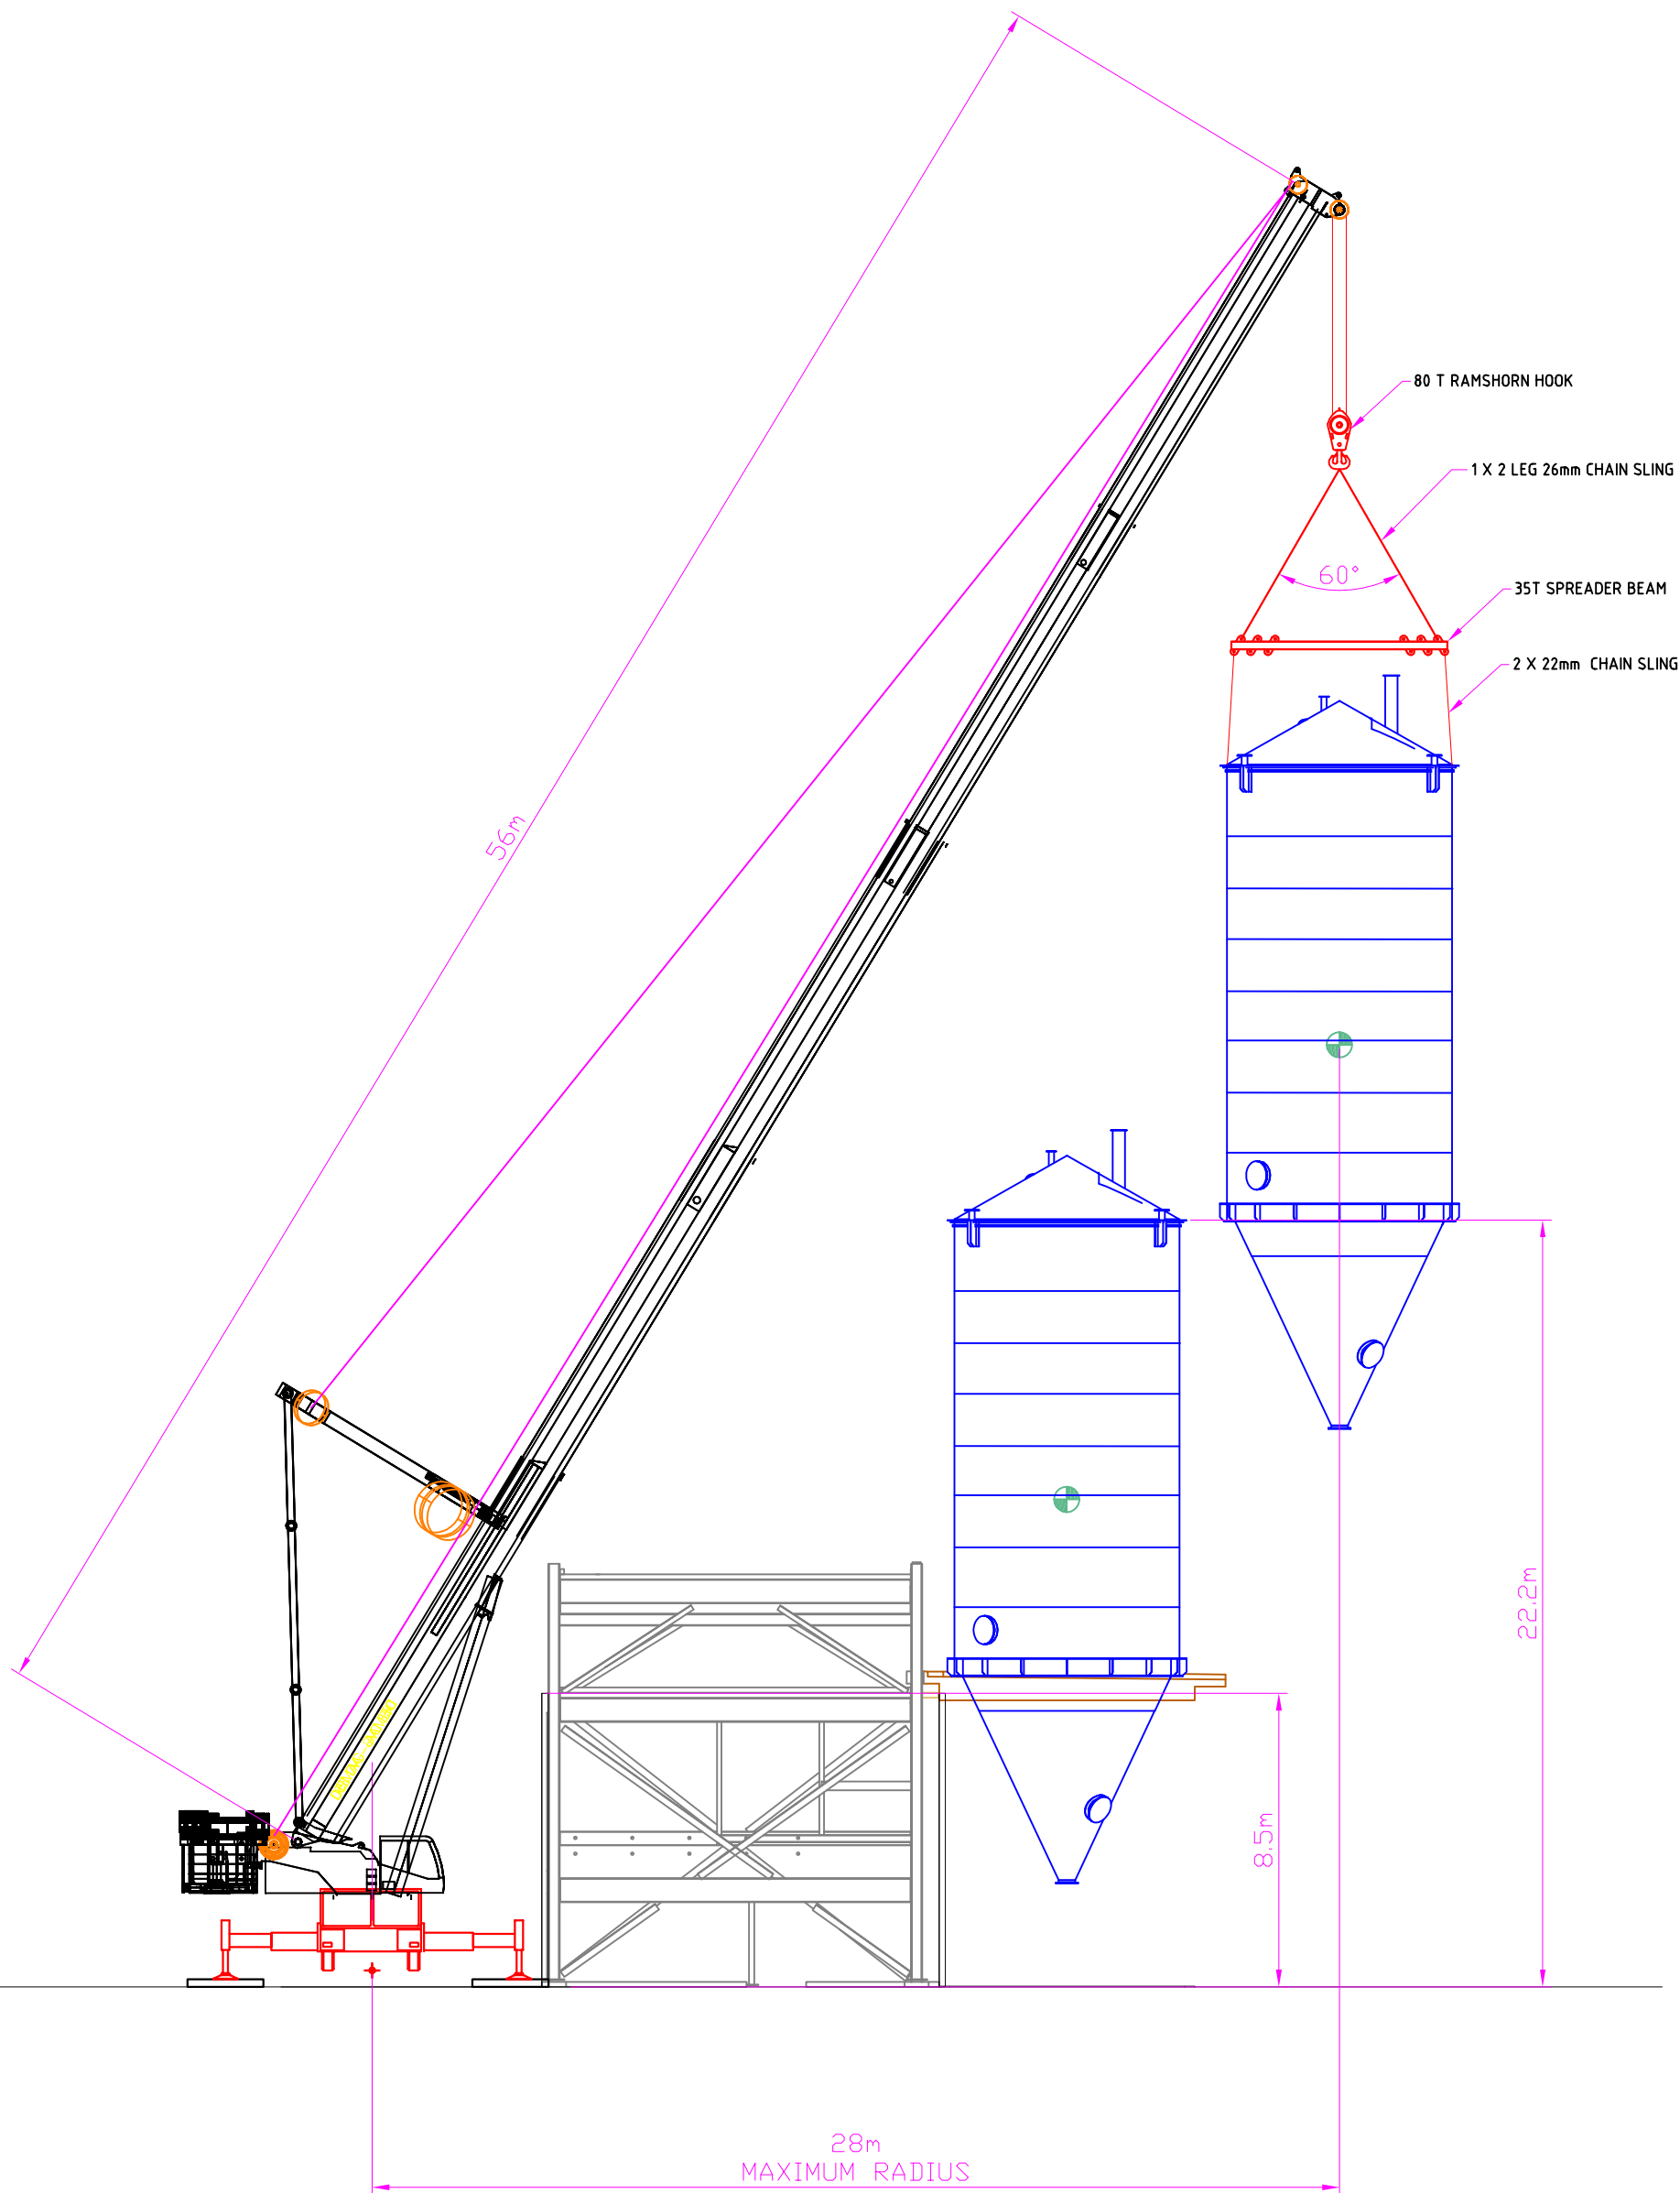 80 T RAMSHORN HOOK
1 X 2 LEG 26mm CHAIN SLING
60°
35T SPREADER BEAM
2 X 22mm CHAIN SLING
56m
22.2m
8.5m
28m
MAXIMUM RADIUS